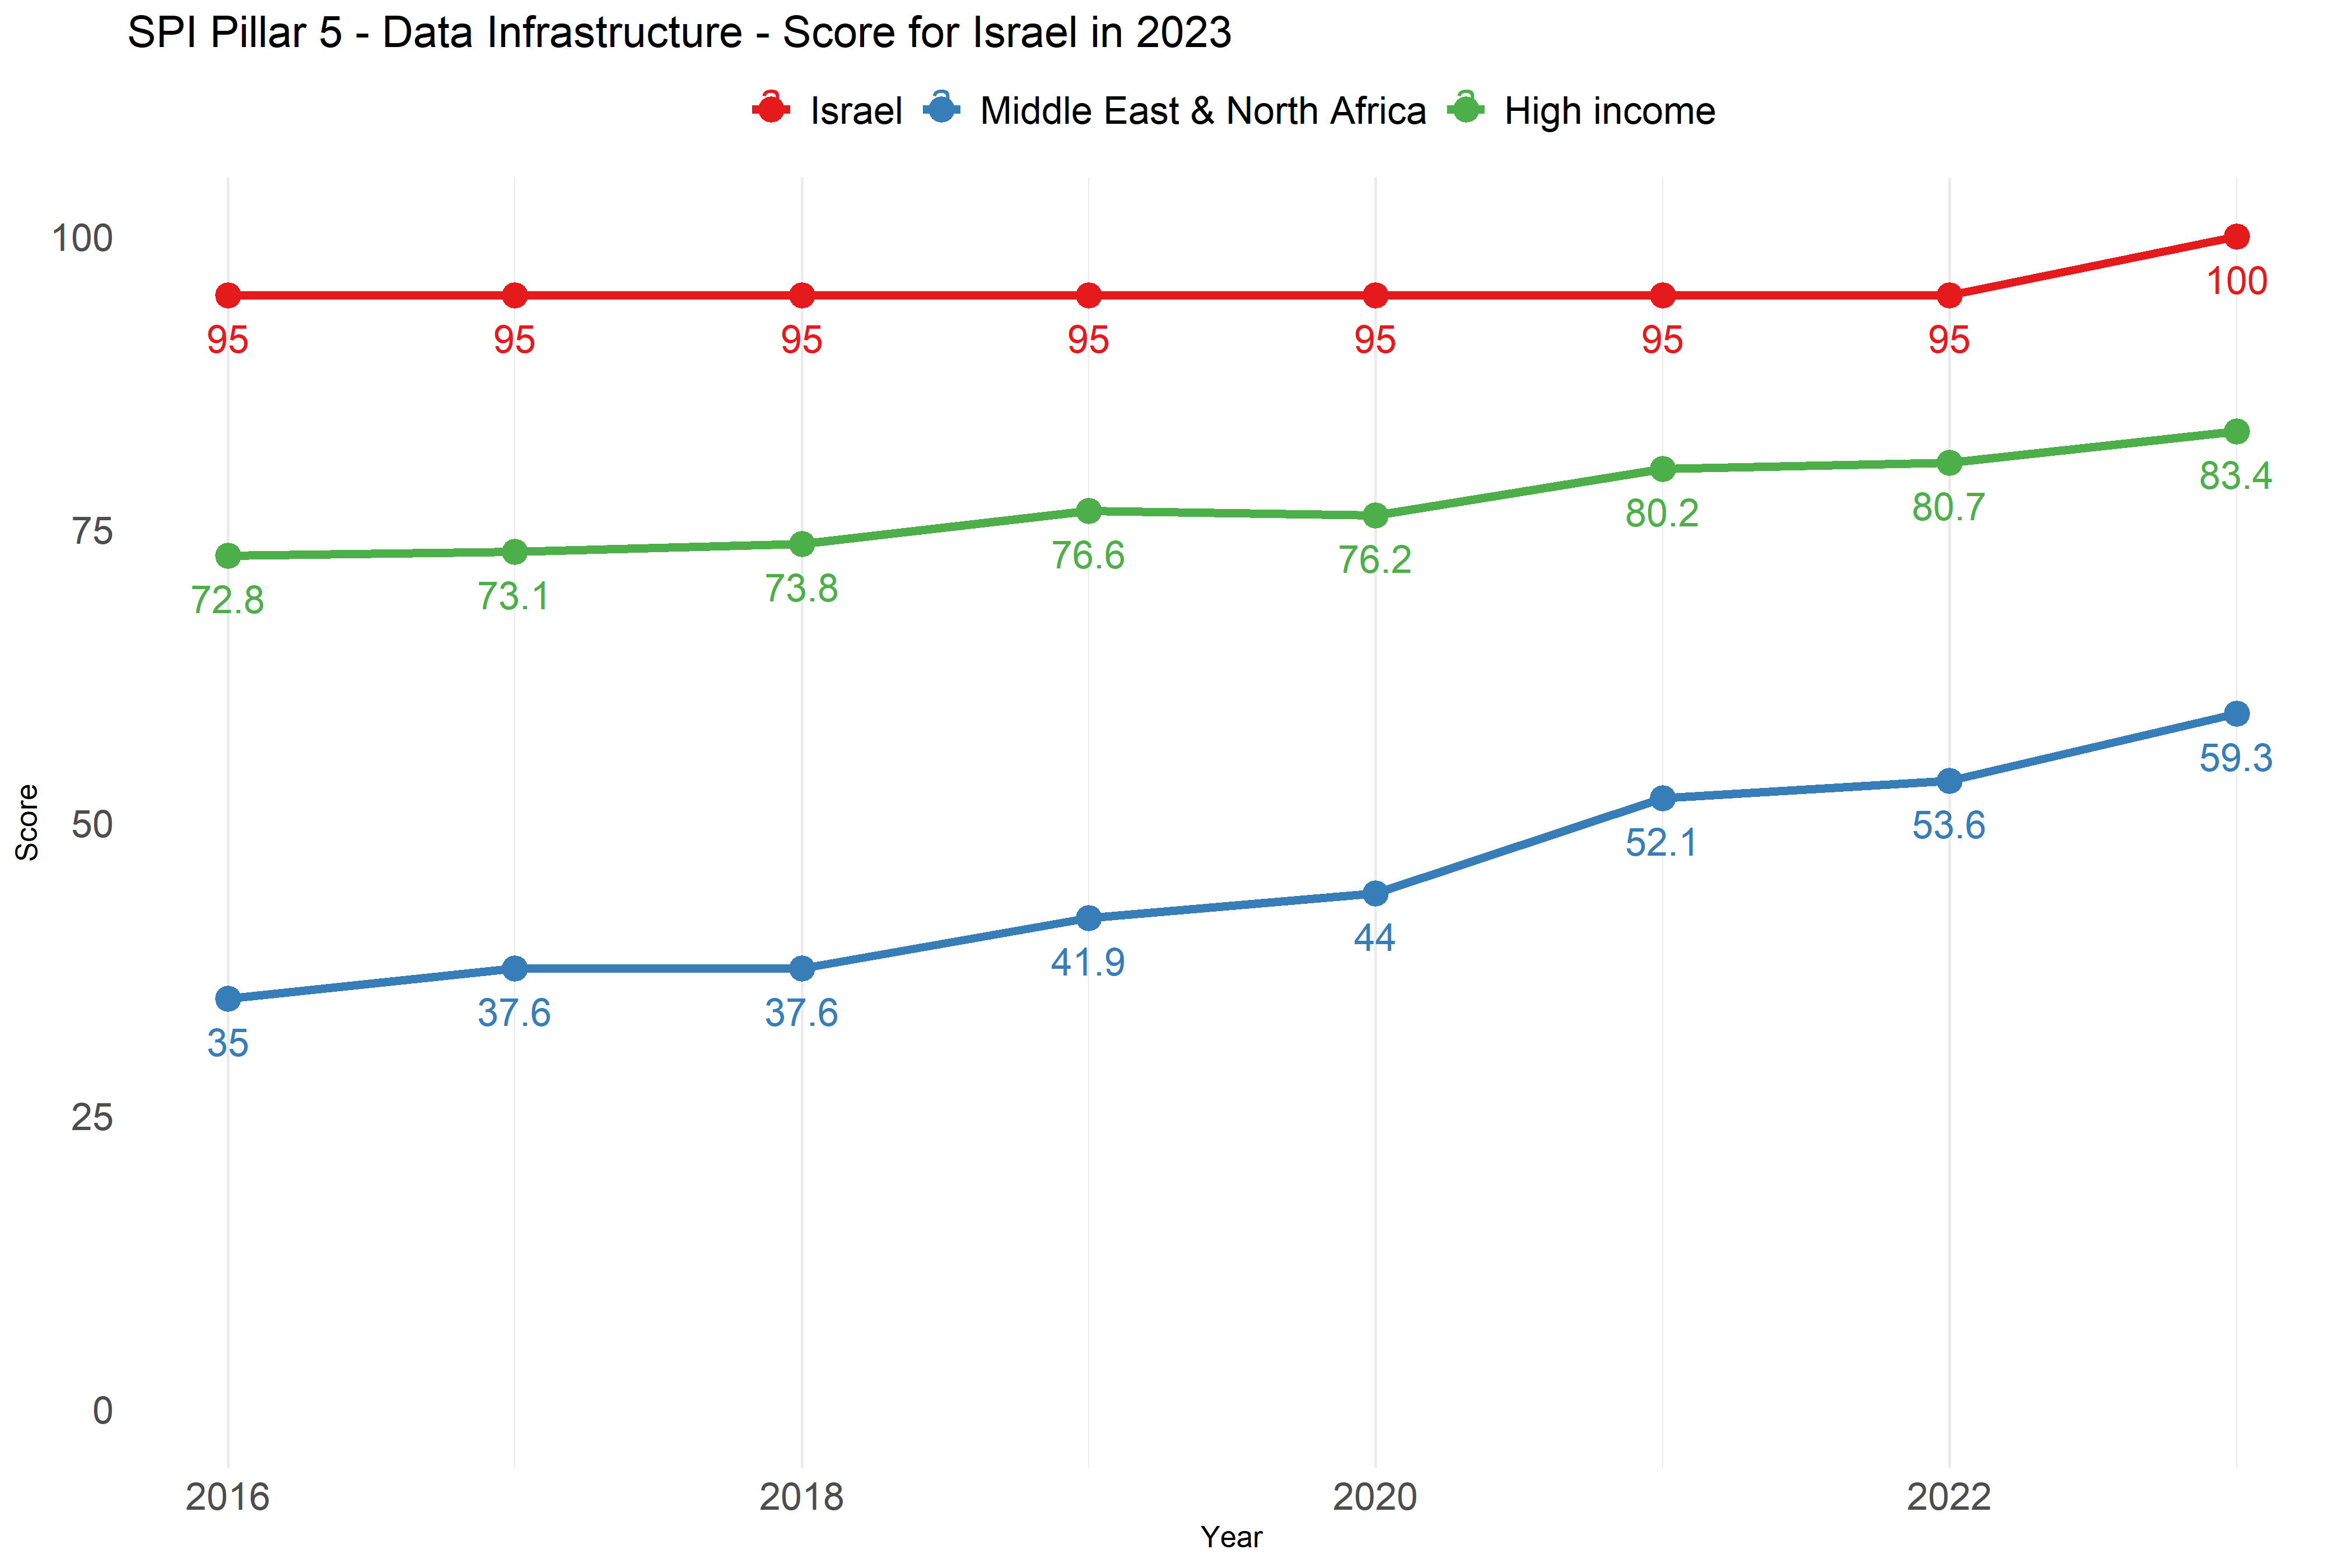 SPI Pillar 5 - Data Infrastructure - Score for Israel in 2023
Israel Middle East & North Africa High income
100
75
50
25
0
Score
95 95 95 95 95 95 95 100
72.8 73.1 73.8 76.6 76.2 80.2 80.7 83.4
35 37.6 37.6 41.9 44 52.1 53.6 59.3
2016 2018 2020 2022
Year